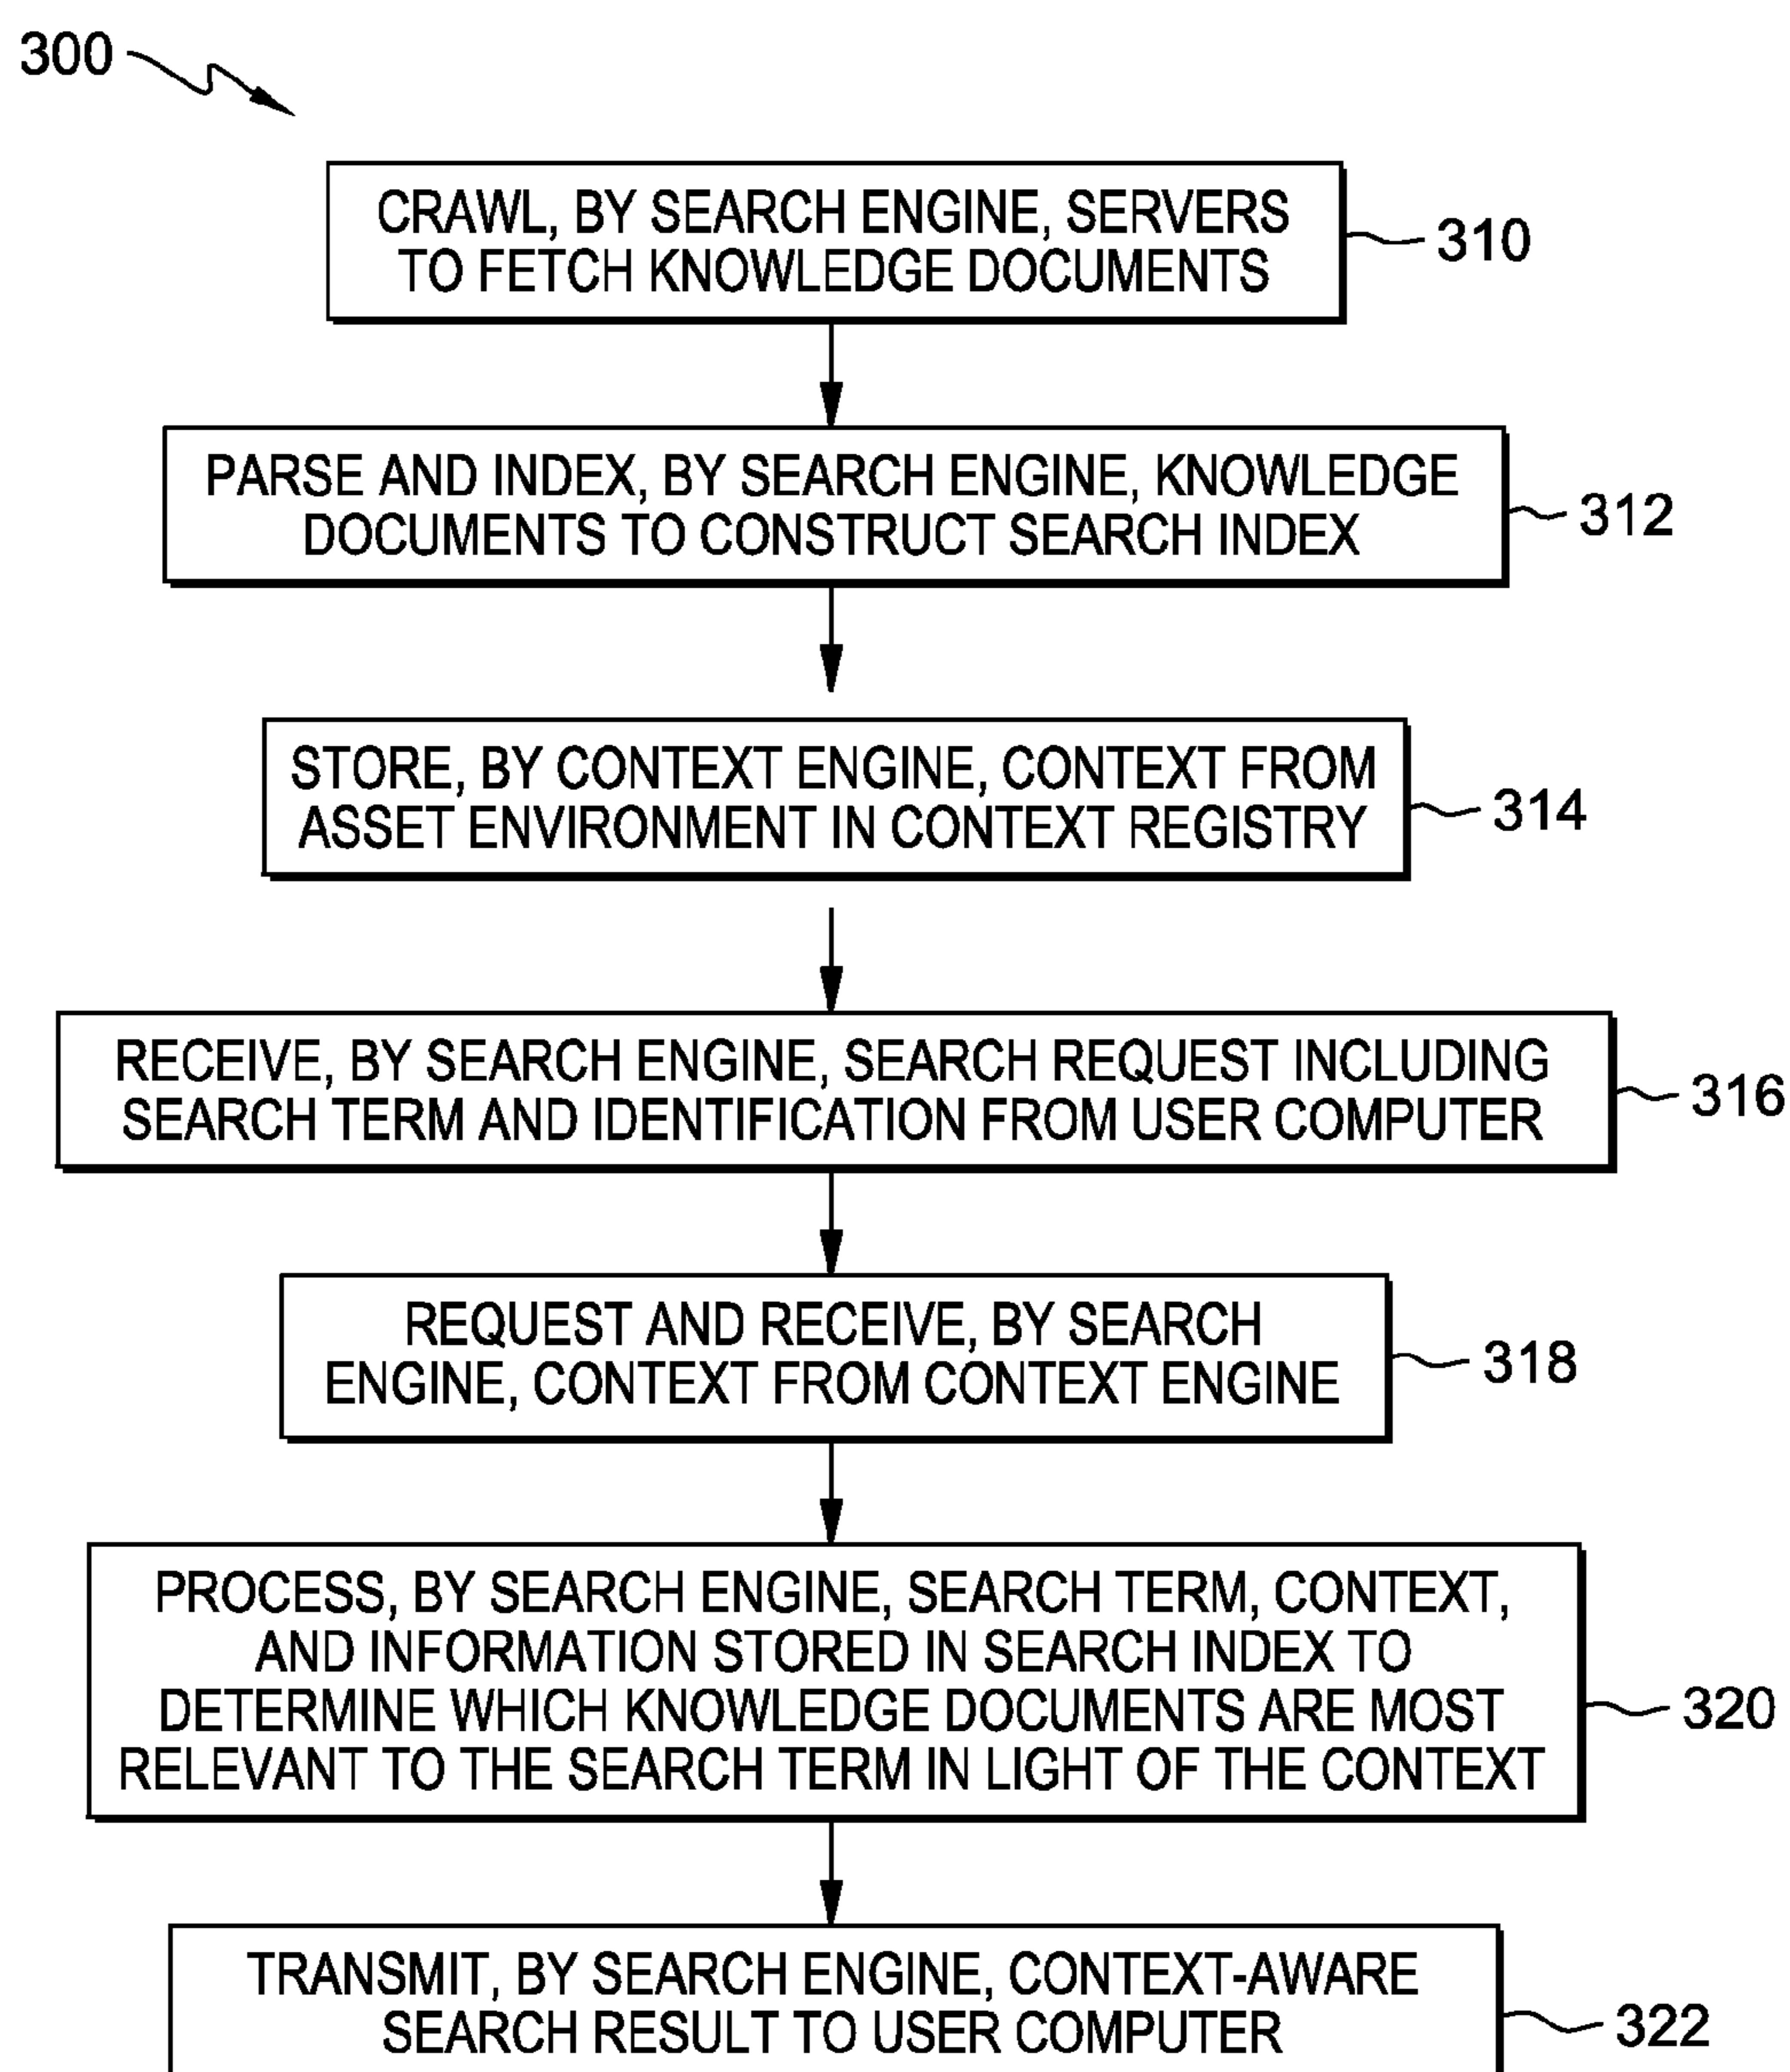 300
CRAWL, BY SEARCH ENGINE, SERVERS
TO FETCH KNOWLEDGE DOCUMENTS
310
PARSE AND INDEX, BY SEARCH ENGINE, KNOWLEDGE
DOCUMENTS TO CONSTRUCT SEARCH INDEX
312
STORE, BY CONTEXT ENGINE, CONTEXT FROM
ASSET ENVIRONMENT IN CONTEXT REGISTRY
314
RECEIVE, BY SEARCH ENGINE, SEARCH REQUEST INCLUDING
SEARCH TERM AND IDENTIFICATION FROM USER COMPUTER
316
REQUEST AND RECEIVE, BY SEARCH
ENGINE, CONTEXT FROM CONTEXT ENGINE
318
PROCESS, BY SEARCH ENGINE, SEARCH TERM, CONTEXT,
AND INFORMATION STORED IN SEARCH INDEX TO
DETERMINE WHICH KNOWLEDGE DOCUMENTS ARE MOST
RELEVANT TO THE SEARCH TERM IN LIGHT OF THE CONTEXT
320
TRANSMIT, BY SEARCH ENGINE, CONTEXT-AWARE
SEARCH RESULT TO USER COMPUTER
322